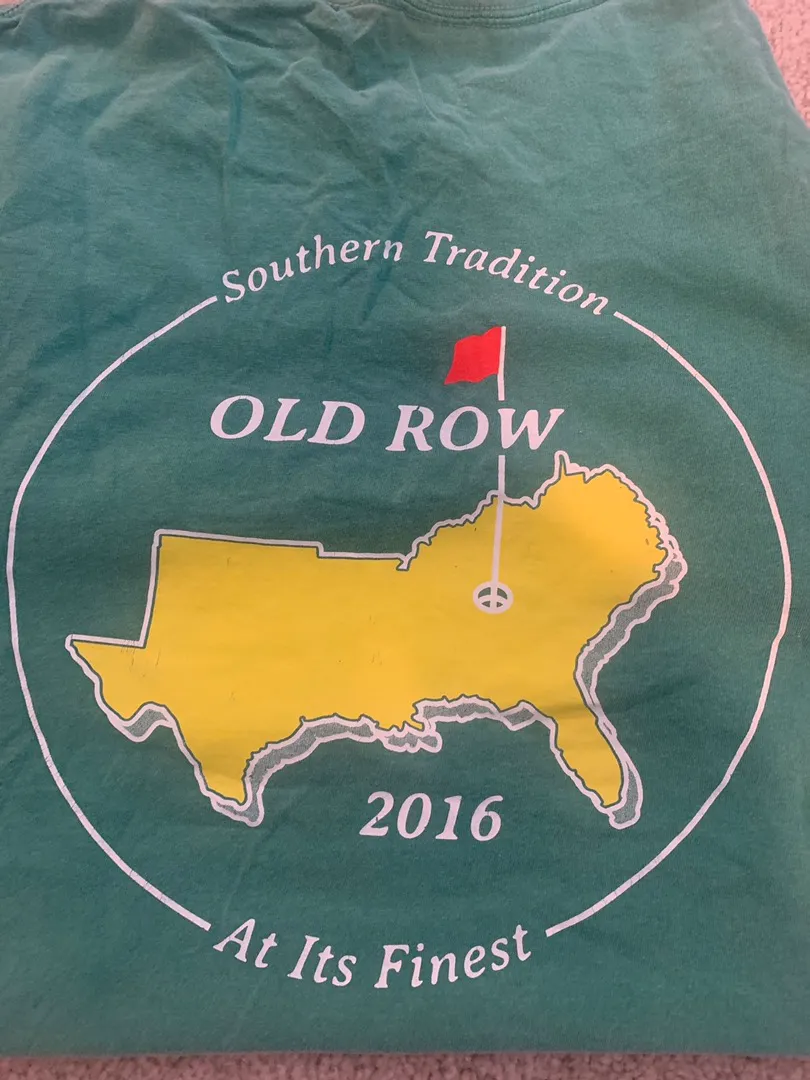 Southern Tradition
OLD ROW
2016
At Its Finest